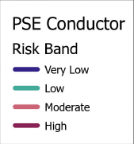 PSE Conductor
Risk Band
Very Low
Low
Moderate
High